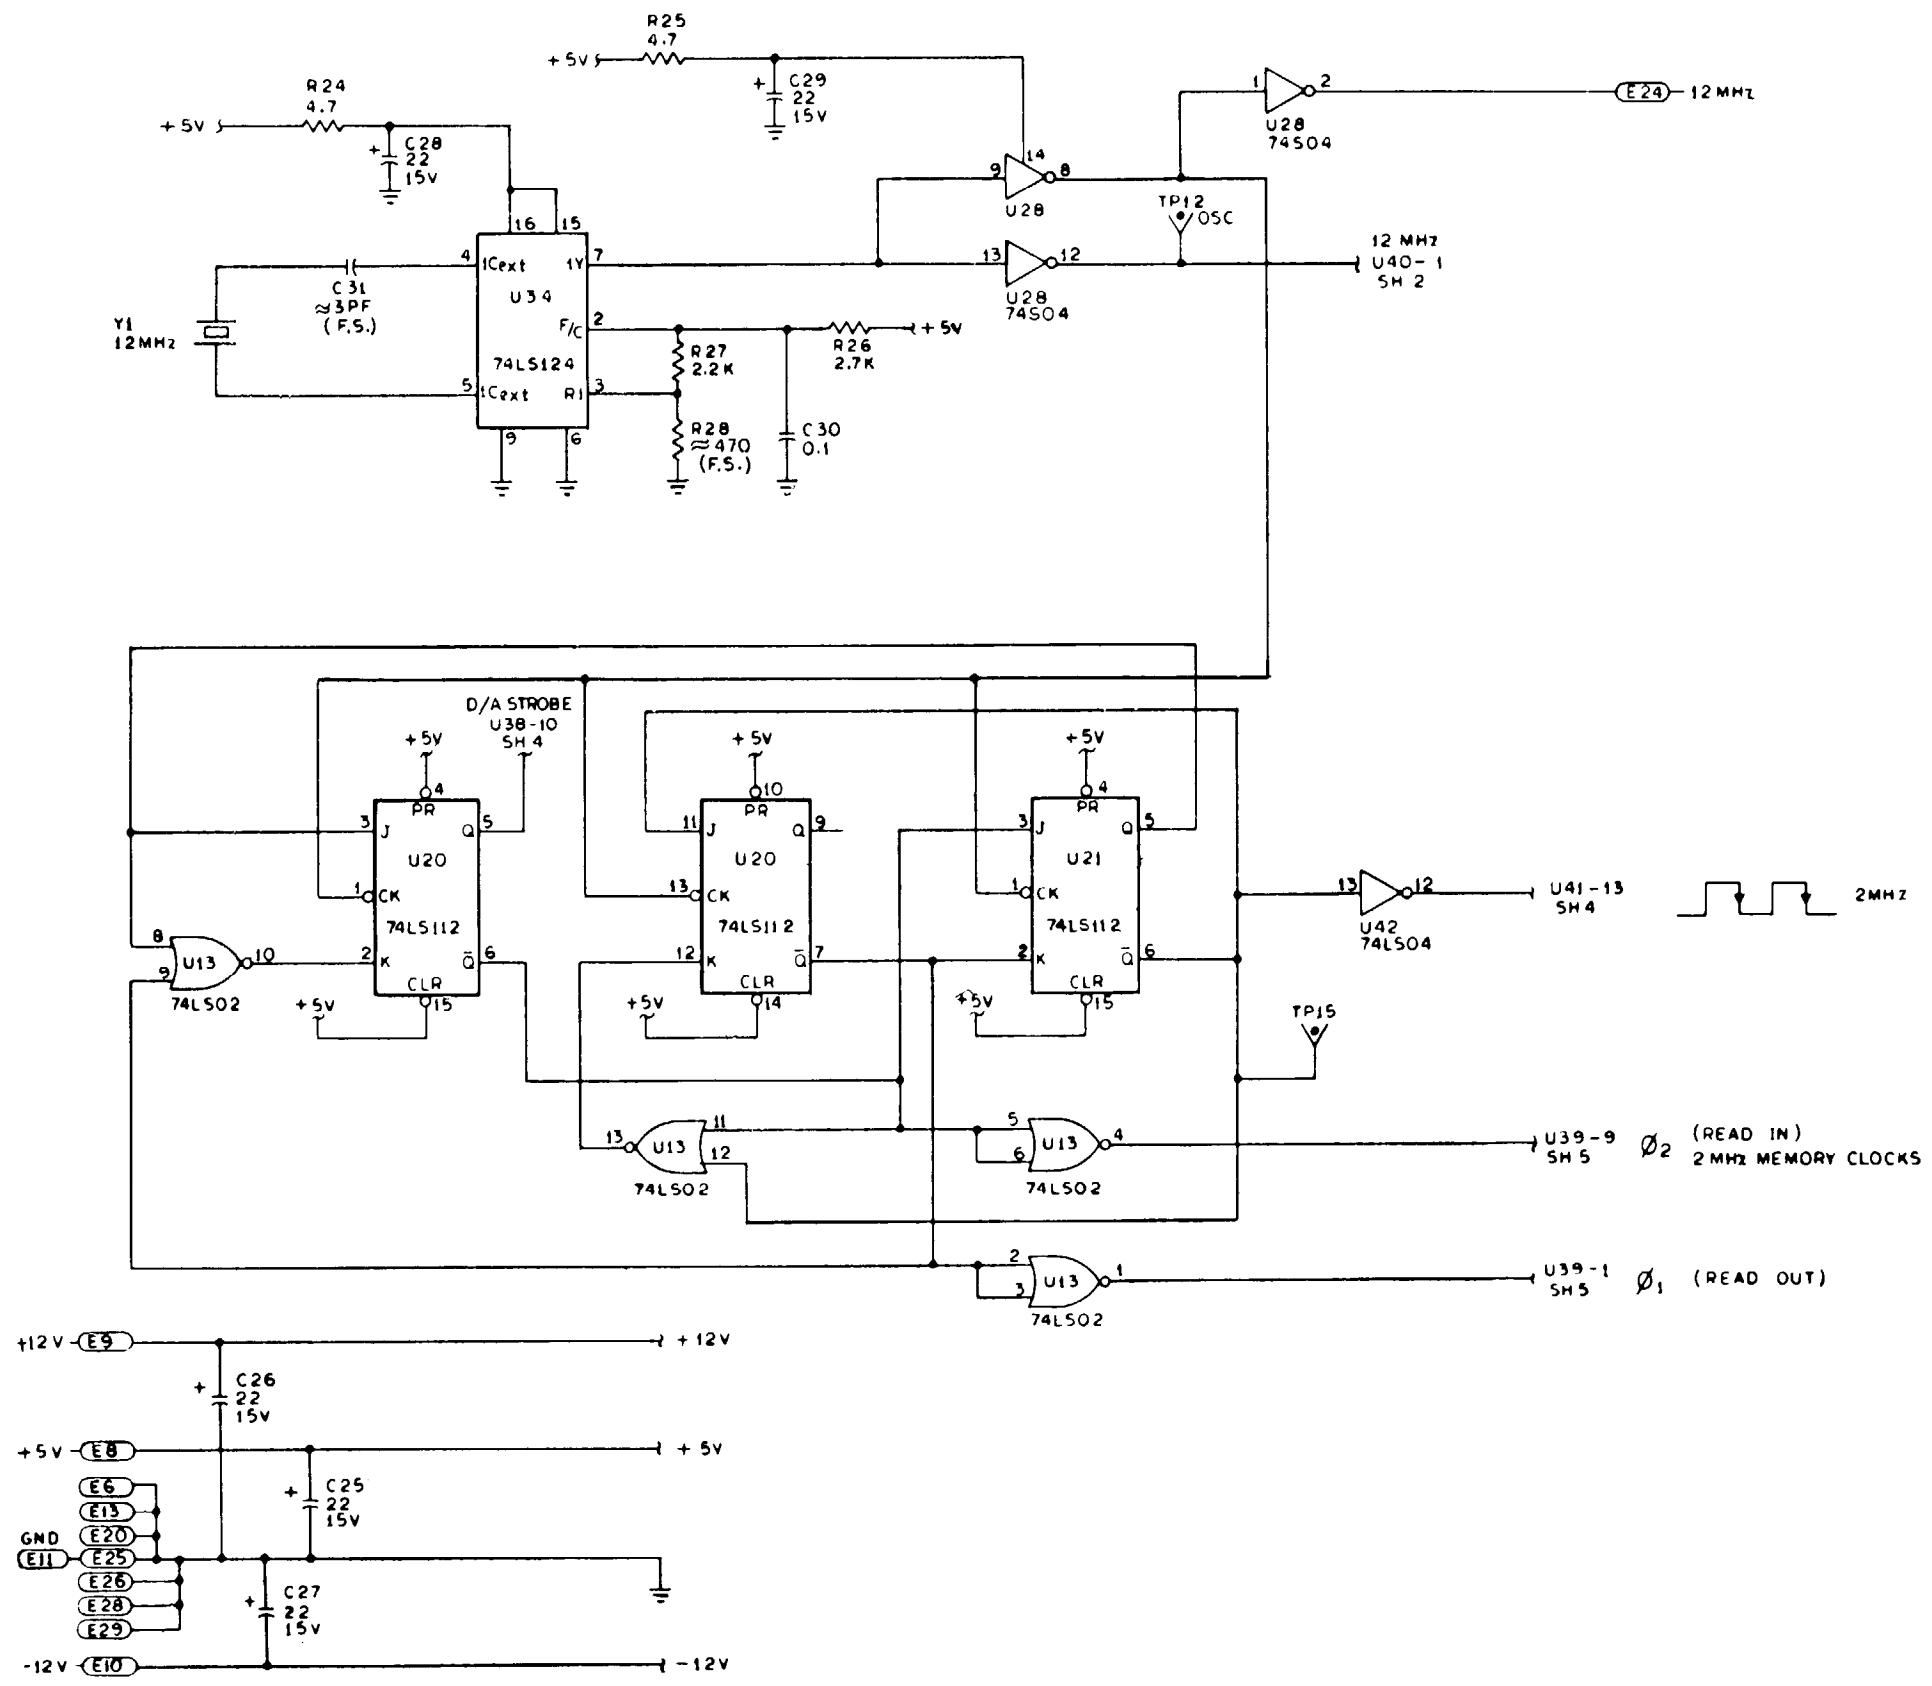 R25
4.7
+5V
C29
+
22
15V
1
2
E24
12MHz
U28
74S04
R24
4.7
+5V
C28
+
22
15V
14
9
8
U28
TP12
OSC
16
15
4
1Cext
1Y
7
13
12
12 MHz
U40-1
SH 2
C31
≈3PF
(F.S.)
U34
U28
74S04
Y1
12MHz
F/C
2
+5V
R27
2.2K
R26
2.7K
74LS124
5
1Cext
R1
3
9
6
R28
≈470
(F.S.)
C30
0.1
D/A STROBE
U38-10
SH 4
+5V
+5V
+5V
4
10
4
PR
PR
PR
3
J
Q
5
11
J
Q
9
3
J
Q
5
U20
U20
U21
1
CK
13
CK
1
CK
13
12
U41-13
SH4
2MHz
74LS112
74LS112
74LS112
U42
74LS04
8
U13
10
9
74LS02
2
K
Q̅
6
12
K
Q̅
7
2
K
Q̅
6
CLR
CLR
CLR
+5V
15
+5V
14
+5V
15
TP15
13
U13
11
12
74LS02
5
6
U13
4
74LS02
U39-9
SH5
Ø2
(READ IN)
2 MHz MEMORY CLOCKS
2
3
U13
1
74LS02
U39-1
SH5
Ø1
(READ OUT)
+12V
E9
+12V
C26
+
22
15V
+5V
E8
+5V
E6
C25
+
22
15V
E13
E20
GND
E11
E25
E26
E28
E29
C27
+
22
15V
-12V
E10
-12V